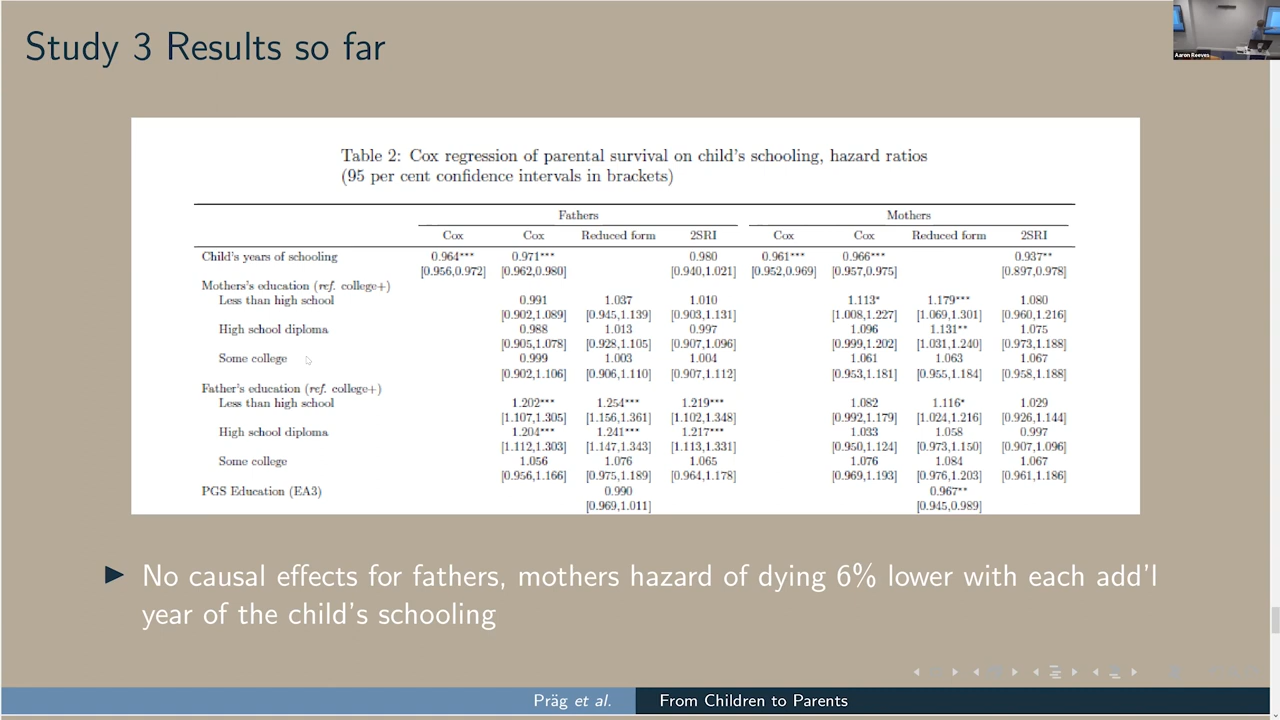 Study 3 Results so far
Aaron Reeves
Table 2: Cox regression of parental survival on child's schooling, hazard ratios
(95 per cent confidence intervals in brackets)
Fathers Mothers
Cox Cox Reduced form 2SRI Cox Cox Reduced form 2SRI
Child's years of schooling 0.964*** 0.971*** 0.980 0.961*** 0.966*** 0.937**
[0.956,0.972] [0.962,0.980] [0.940,1.021] [0.952,0.969] [0.957,0.975] [0.897,0.978]
Mothers's education (ref. college+)
Less than high school 0.991 1.037 1.010 1.113* 1.179*** 1.080
[0.902,1.089] [0.945,1.139] [0.903,1.131] [1.008,1.227] [1.069,1.301] [0.960,1.216]
High school diploma 0.988 1.013 0.997 1.096 1.131** 1.075
[0.905,1.078] [0.928,1.105] [0.907,1.096] [0.999,1.202] [1.031,1.240] [0.973,1.188]
Some college 0.999 1.003 1.004 1.061 1.063 1.067
[0.902,1.106] [0.906,1.110] [0.907,1.112] [0.953,1.181] [0.955,1.184] [0.958,1.188]
Father's education (ref. college+)
Less than high school 1.202*** 1.254*** 1.219*** 1.082 1.116* 1.029
[1.107,1.305] [1.156,1.361] [1.102,1.348] [0.992,1.179] [1.024,1.216] [0.926,1.144]
High school diploma 1.204*** 1.241*** 1.217*** 1.033 1.058 0.997
[1.112,1.303] [1.147,1.343] [1.113,1.331] [0.950,1.124] [0.973,1.150] [0.907,1.096]
Some college 1.056 1.076 1.065 1.076 1.084 1.067
[0.956,1.166] [0.975,1.189] [0.964,1.178] [0.969,1.193] [0.976,1.203] [0.961,1.186]
PGS Education (EA3) 0.990 0.967**
[0.969,1.011] [0.945,0.989]
No causal effects for fathers, mothers hazard of dying 6% lower with each add'l
year of the child's schooling
Präg et al. From Children to Parents